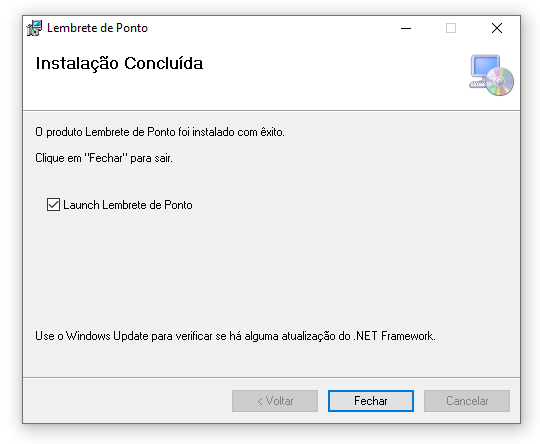 Lembrete de Ponto
Instalação Concluída
O produto Lembrete de Ponto foi instalado com êxito.
Clique em "Fechar" para sair.
Launch Lembrete de Ponto
Use o Windows Update para verificar se há alguma atualização do .NET Framework.
< Voltar
Fechar
Cancelar